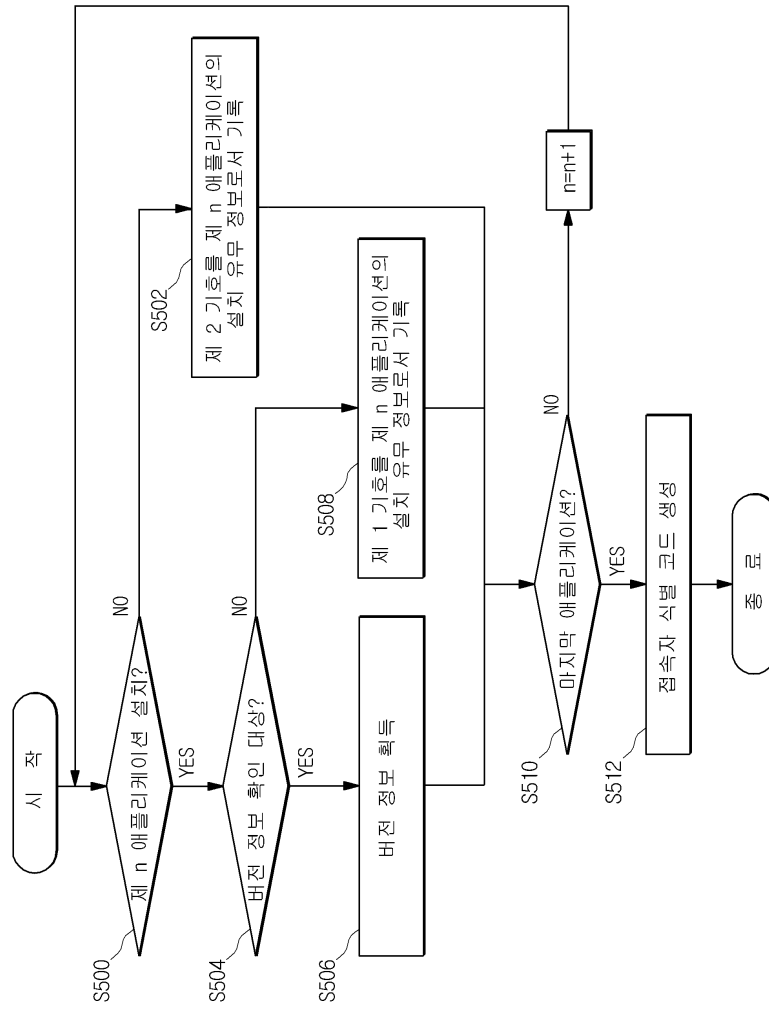 시 작
S500
제 n 애플리케이션 설치?
NO
YES
S502
제 2 기호를 제 n 애플리케이션의
설치 유무 정보로서 기록
S504
버전 정보 확인 대상?
NO
YES
S506
버전 정보 획득
S508
제 1 기호를 제 n 애플리케이션의
설치 유무 정보로서 기록
S510
마지막 애플리케이션?
NO
n=n+1
YES
S512
접속자 식별 코드 생성
종 료